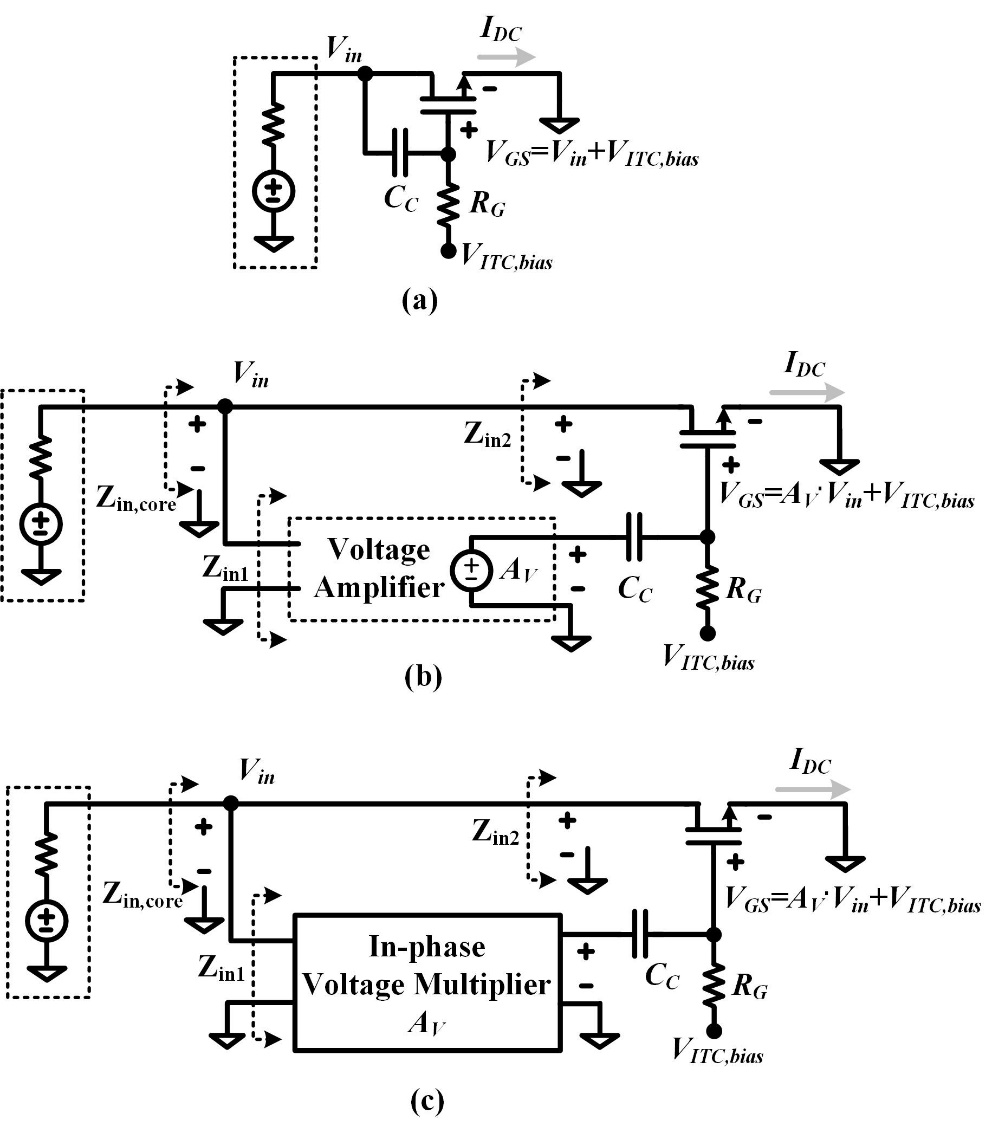 I_DC
V_in
+ -
V_GS=V_in+V_ITC,bias
C_C
R_G
V_ITC,bias
(a)
V_in
I_DC
+ -
Z_in,core
Z_in2
+ -
+ -
V_GS=A_V·V_in+V_ITC,bias
Z_in1
Voltage
Amplifier
A_V
+ -
C_C
R_G
V_ITC,bias
(b)
V_in
I_DC
+ -
Z_in,core
Z_in2
+ -
+ -
V_GS=A_V·V_in+V_ITC,bias
Z_in1
In-phase
Voltage Multiplier
A_V
+ -
C_C
R_G
V_ITC,bias
(c)